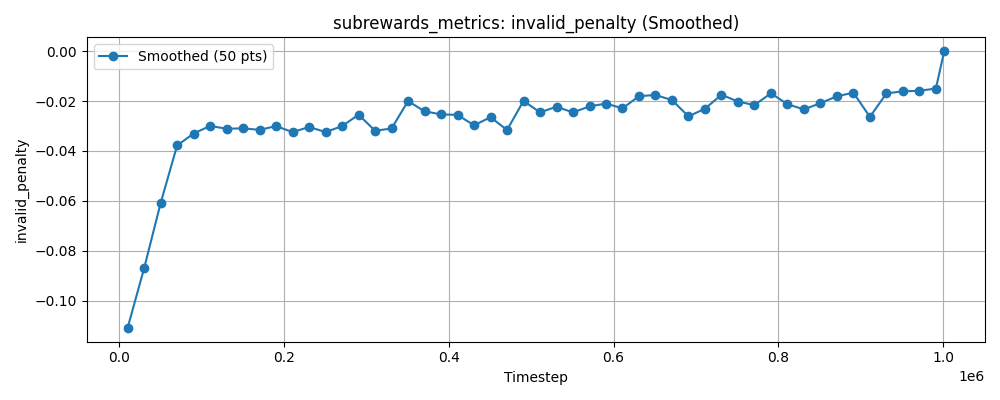 subrewards_metrics: invalid_penalty (Smoothed)
Smoothed (50 pts)
invalid_penalty
0.00
−0.02
−0.04
−0.06
−0.08
−0.10
0.0 0.2 0.4 0.6 0.8 1.0
1e6
Timestep